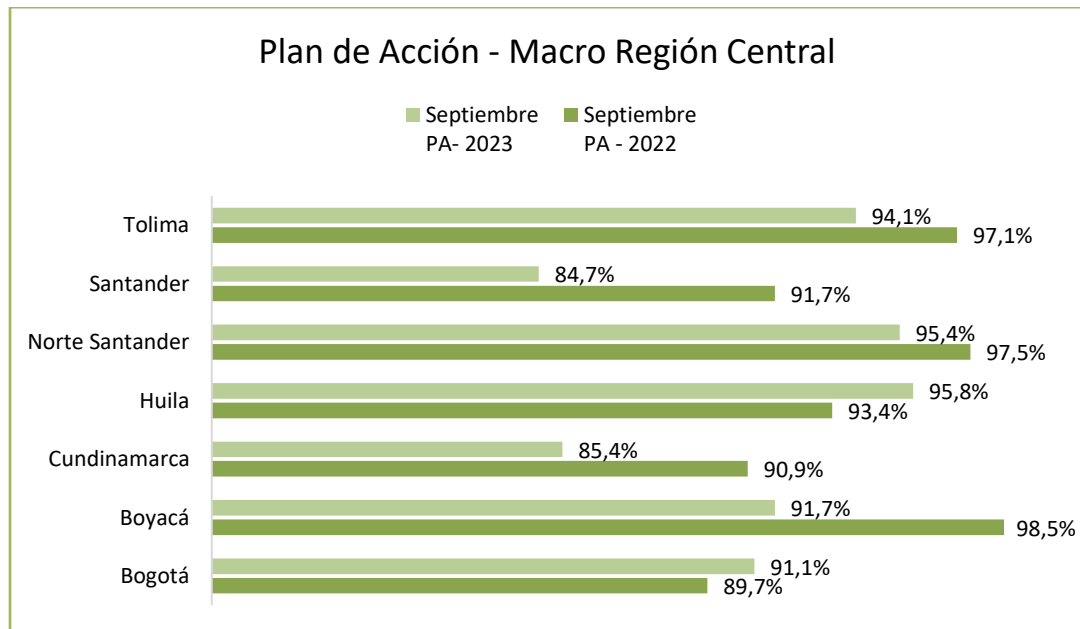 Plan de Acción - Macro Región Central
Septiembre
PA- 2023
Septiembre
PA - 2022
Tolima
94,1%
97,1%
Santander
84,7%
91,7%
Norte Santander
95,4%
97,5%
Huila
95,8%
93,4%
Cundinamarca
85,4%
90,9%
Boyacá
91,7%
98,5%
Bogotá
91,1%
89,7%